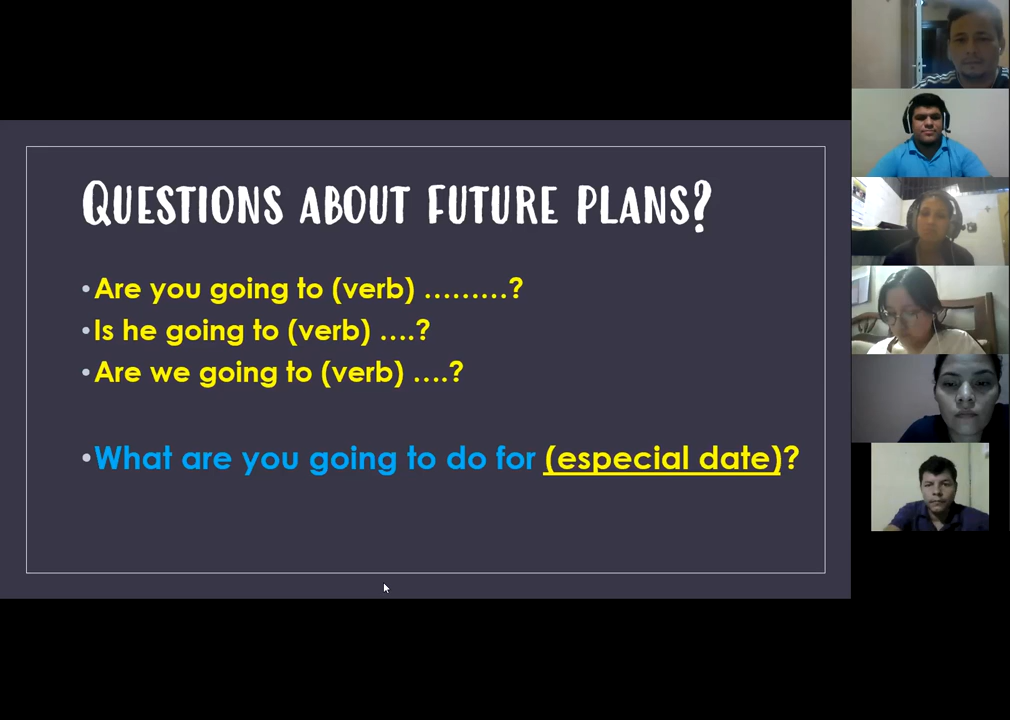 QUESTIONS ABOUT FUTURE PLANS?
•Are you going to (verb) ………?
•Is he going to (verb) ….?
•Are we going to (verb) ….?
•What are you going to do for (especial date)?